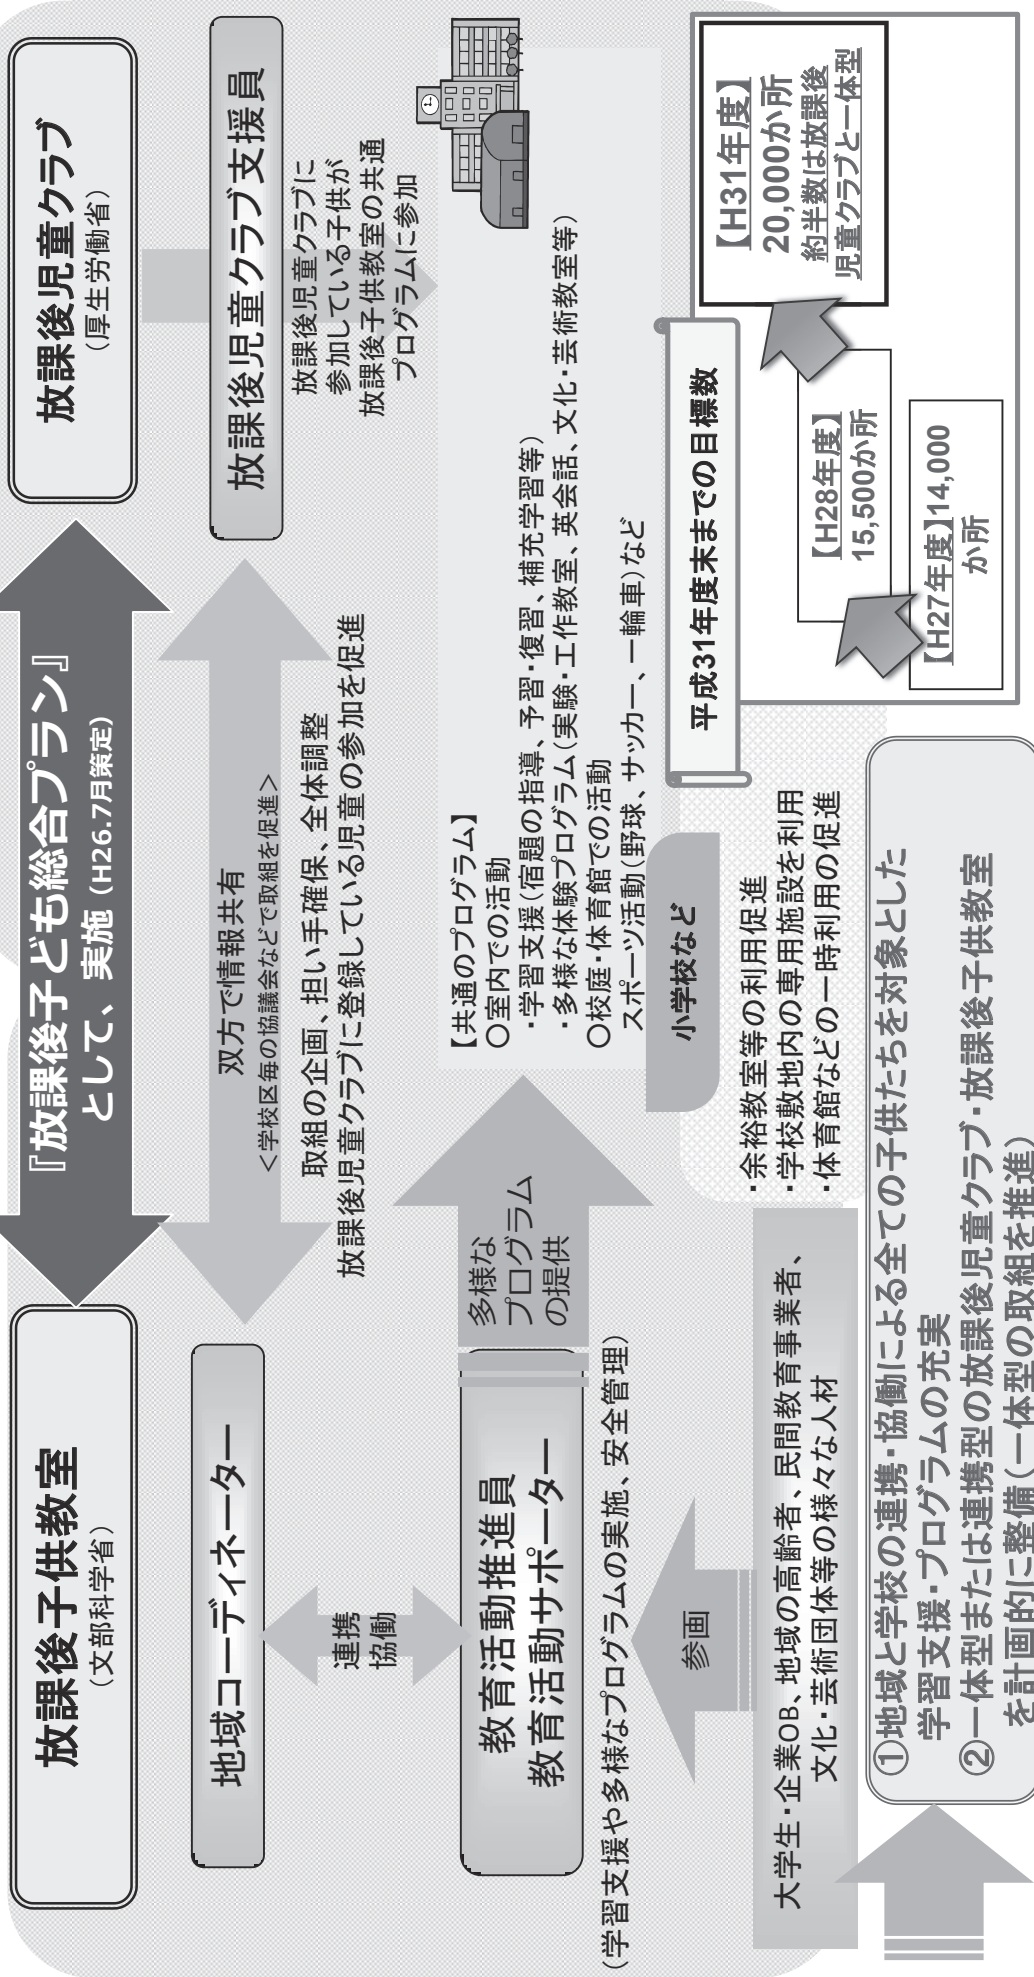 放課後子供教室
（文部科学省）
『放課後子ども総合プラン』
として、実施（H26.7月策定）
放課後児童クラブ
（厚生労働省）
地域コーディネーター
双方で情報共有
＜学校区毎の協議会などで取組を促進＞
取組の企画、担い手確保、全体調整
放課後児童クラブに登録している児童の参加を促進
放課後児童クラブ支援員
放課後児童クラブに
参加している子供が
放課後子供教室の共通
プログラムに参加
連携
協働
教育活動推進員
教育活動サポーター
（学習支援や多様なプログラムの実施、安全管理）
多様な
プログラム
の提供
【共通のプログラム】
○室内での活動
・学習支援（宿題の指導、予習・復習、補充学習等）
・多様な体験プログラム（実験・工作教室、英会話、文化・芸術教室等）
○校庭・体育館での活動
スポーツ活動（野球、サッカー、一輪車）など
小学校など
・余裕教室等の利用促進
・学校敷地内の専用施設を利用
・体育館などの一時利用の促進
参画
大学生・企業OB、地域の高齢者、民間教育事業者、
文化・芸術団体等の様々な人材
平成31年度末までの目標数
【H27年度】14,000
か所
【H28年度】
15,500か所
【H31年度】
20,000か所
約半数は放課後
児童クラブと一体型
①地域と学校の連携・協働による全ての子供たちを対象とした
学習支援・プログラムの充実
②一体型または連携型の放課後児童クラブ・放課後子供教室
を計画的に整備（一体型の取組を推進）